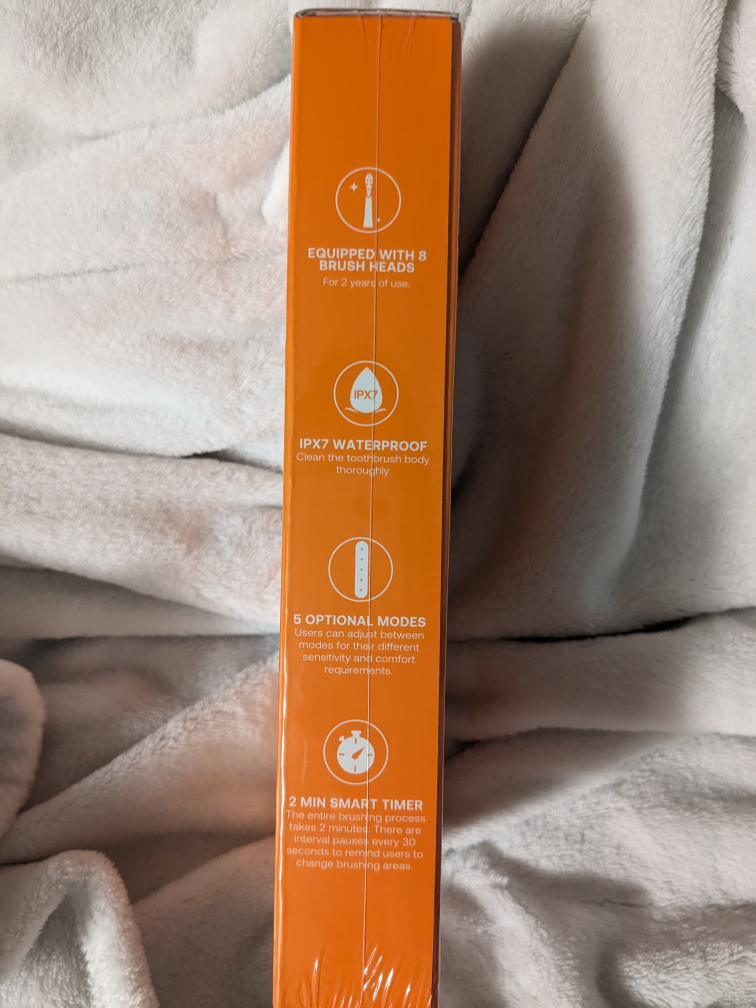 EQUIPPED WITH 8
BRUSH HEADS
For 2 years of use.
IPX7
IPX7 WATERPROOF
Clean the toothbrush body
thoroughly
5 OPTIONAL MODES
Users can adjust between
modes for their different
sensitivity and comfort
requirements.
2 MIN SMART TIMER
The entire brushing process
takes 2 minutes. There are
interval pauses every 30
seconds to remind users to
change brushing areas.